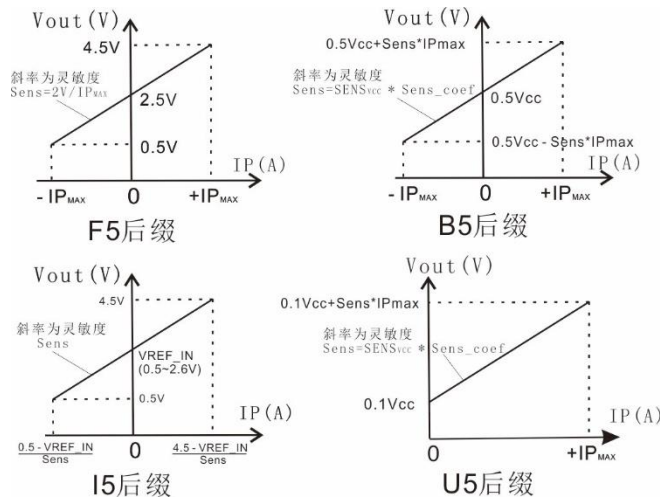 Vout(V)
4.5V
斜率为灵敏度
Sens=2V/IPMAX
2.5V
0.5V
IP(A)
- IPMAX
0
+IPMAX
F5后缀
Vout(V)
0.5Vcc+Sens*IPmax
斜率为灵敏度
Sens=SENSVCC * Sens_coef
0.5Vcc
0.5Vcc-Sens*IPmax
IP(A)
- IPMAX
0
+IPMAX
B5后缀
Vout(V)
4.5V
斜率为灵敏度
Sens
VREF_IN
(0.5~2.6V)
0.5V
IP(A)
0.5-VREF_IN
Sens
0
4.5-VREF_IN
Sens
I5后缀
Vout(V)
0.1Vcc+Sens*IPmax
斜率为灵敏度
Sens=SENSVCC * Sens_coef
0.1Vcc
IP(A)
0
+IPMAX
U5后缀